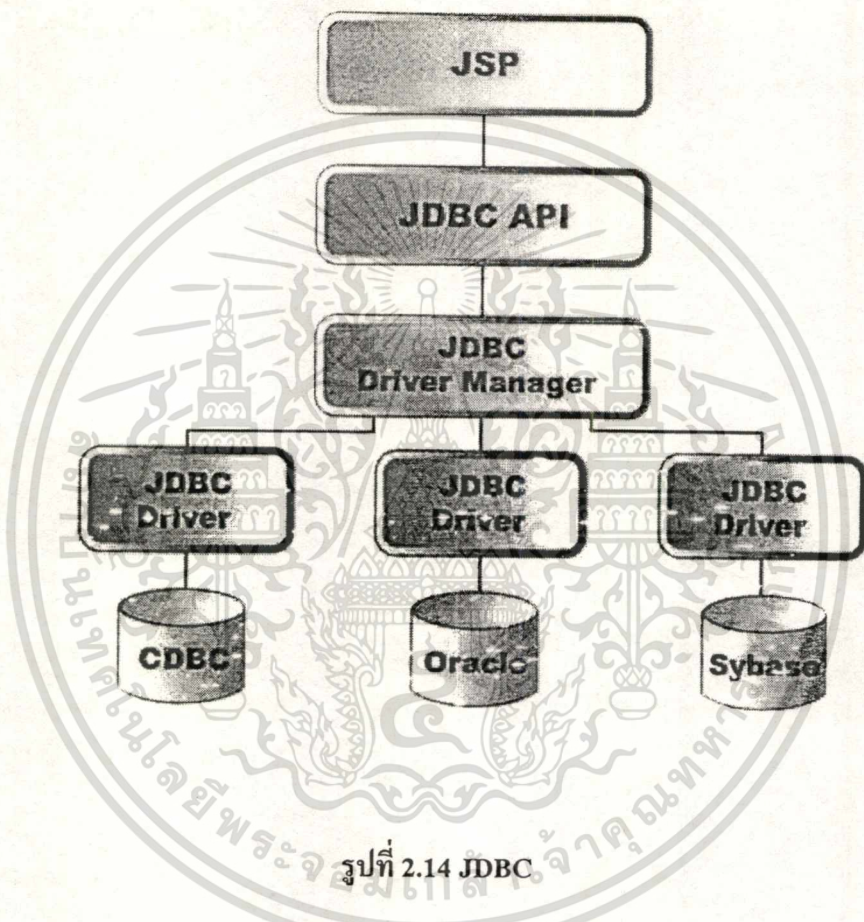 JSP
JDBC API
JDBC
Driver Manager
JDBC
Driver
JDBC
Driver
JDBC
Driver
CDBC
Oracle
Sybase
รูปที่ 2.14 JDBC